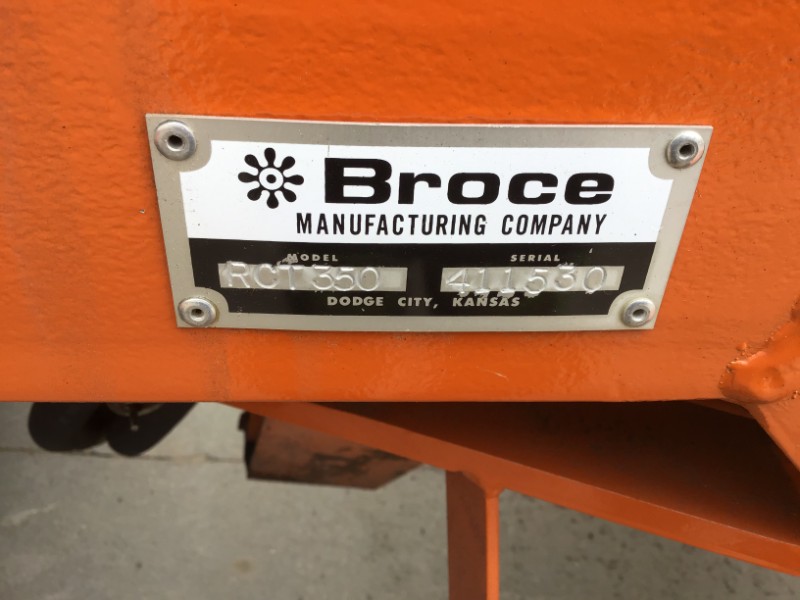 Broce
MANUFACTURING COMPANY
MODEL SERIAL
RCT350 411530
DODGE CITY, KANSAS